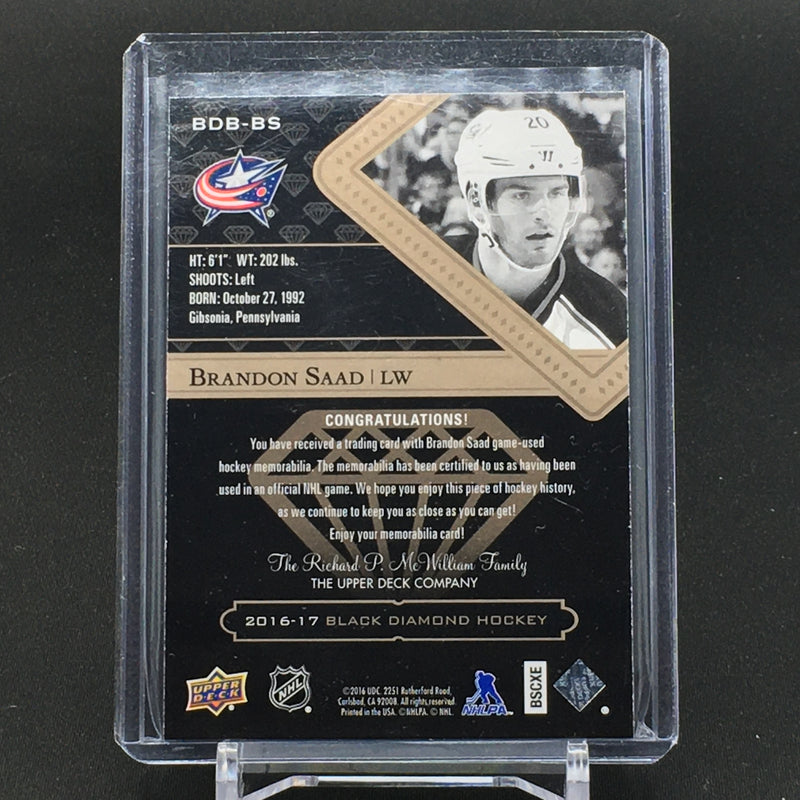 BDB-BS
20
HT: 6'1" WT: 202 lbs.
SHOOTS: Left
BORN: October 27, 1992
Gibsonia, Pennsylvania
BRANDON SAAD | LW
CONGRATULATIONS!
You have received a trading card with Brandon Saad game-used
hockey memorabilia. The memorabilia has been certified to us as having been
used in an official NHL game. We hope you enjoy this piece of hockey history,
as we continue to keep you as close as you can get!
Enjoy your memorabilia card!
The Richard P. McWilliam Family
THE UPPER DECK COMPANY
2016-17 BLACK DIAMOND HOCKEY
UPPER DECK
NHL
©2016 UDC. 2251 Rutherford Road,
Carlsbad, CA 92008. All rights reserved.
Printed in the USA. ©NHLPA. © NHL.
NHLPA
BSCXE